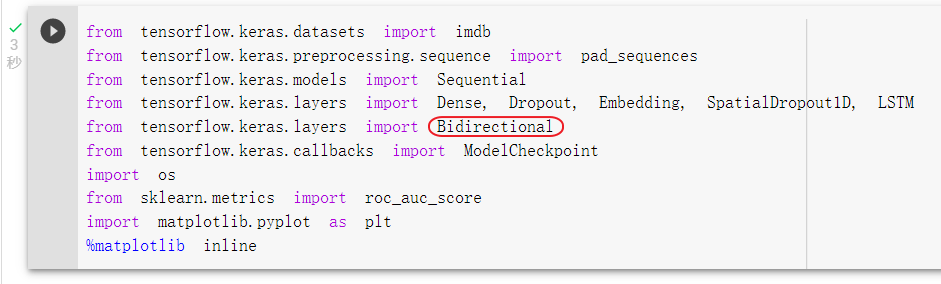 from tensorflow.keras.datasets import imdb
from tensorflow.keras.preprocessing.sequence import pad_sequences
from tensorflow.keras.models import Sequential
from tensorflow.keras.layers import Dense, Dropout, Embedding, SpatialDropout1D, LSTM
from tensorflow.keras.layers import Bidirectional
from tensorflow.keras.callbacks import ModelCheckpoint
import os
from sklearn.metrics import roc_auc_score
import matplotlib.pyplot as plt
%matplotlib inline
3
秒